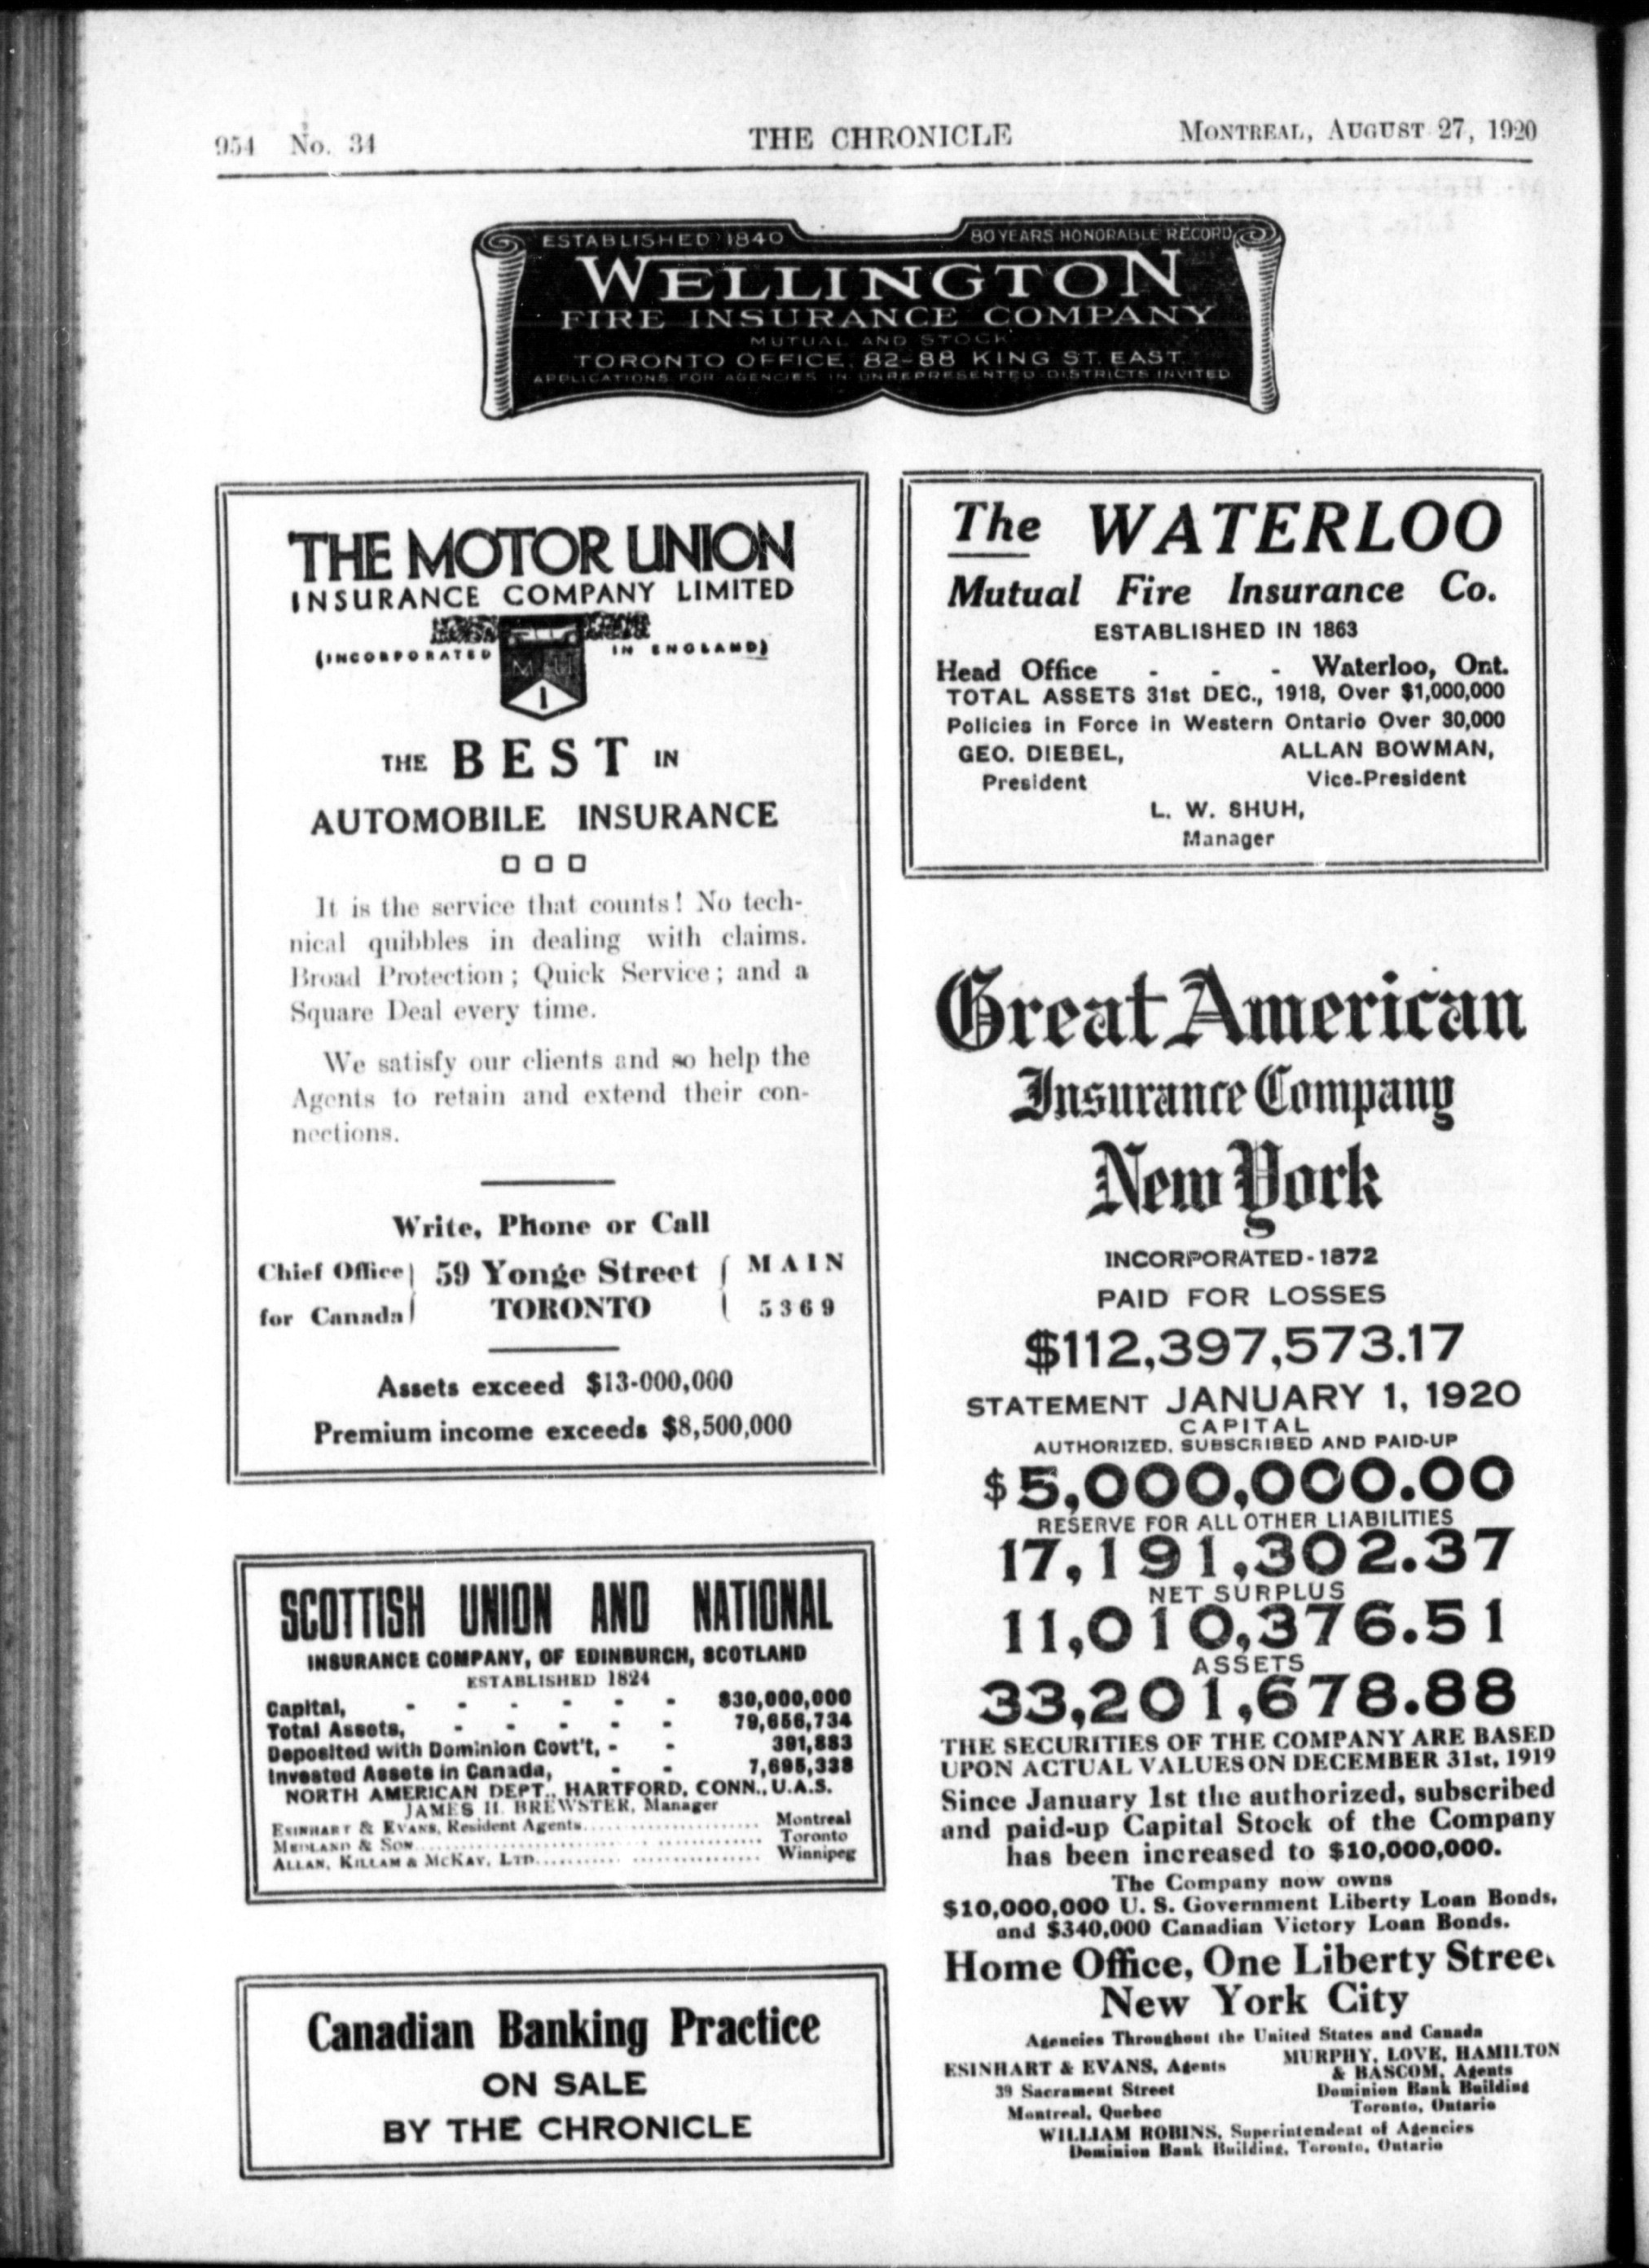 954 No. 34 THE CHRONICLE MONTREAL, AUGUST 27, 1920
ESTABLISHED 1840 80 YEARS HONORABLE RECORD
WELLINGTON
FIRE INSURANCE COMPANY
MUTUAL AND STOCK
TORONTO OFFICE, 82-88 KING ST. EAST
APPLICATIONS FOR AGENCIES IN UNREPRESENTED DISTRICTS INVITED
THE MOTOR UNION
INSURANCE COMPANY LIMITED
(INCORPORATED IN ENGLAND)
M U
I
THE BEST IN
AUTOMOBILE INSURANCE
It is the service that counts! No tech-
nical quibbles in dealing with claims.
Broad Protection; Quick Service; and a
Square Deal every time.
We satisfy our clients and so help the
Agents to retain and extend their con-
nections.
Write, Phone or Call
Chief Office 59 Yonge Street MAIN
for Canada TORONTO 5369
Assets exceed $13-000,000
Premium income exceeds $8,500,000
SCOTTISH UNION AND NATIONAL
INSURANCE COMPANY, OF EDINBURGH, SCOTLAND
ESTABLISHED 1824
Capital, - - - - - - $30,000,000
Total Assets, - - - - - 79,656,734
Deposited with Dominion Govt't, - - 391,883
Invested Assets in Canada, - - 7,695,338
NORTH AMERICAN DEPT., HARTFORD, CONN., U.A.S.
JAMES H. BREWSTER, Manager
ESINHART & EVANS, Resident Agents.................... Montreal
MEDLAND & SON.................................... Toronto
ALLAN, KILLAM & MCKAY, LTD........... ................ Winnipeg
Canadian Banking Practice
ON SALE
BY THE CHRONICLE
The WATERLOO
Mutual Fire Insurance Co.
ESTABLISHED IN 1863
Head Office - - - Waterloo, Ont.
TOTAL ASSETS 31st DEC., 1918, Over $1,000,000
Policies in Force in Western Ontario Over 30,000
GEO. DIEBEL, ALLAN BOWMAN,
President Vice-President
L. W. SHUH,
Manager
Great American
Insurance Company
New York
INCORPORATED-1872
PAID FOR LOSSES
$112,397,573.17
STATEMENT JANUARY 1, 1920
CAPITAL
AUTHORIZED, SUBSCRIBED AND PAID-UP
$5,000,000.00
RESERVE FOR ALL OTHER LIABILITIES
17,191,302.37
NET SURPLUS
11,010,376.51
ASSETS
33,201,678.88
THE SECURITIES OF THE COMPANY ARE BASED
UPON ACTUAL VALUES ON DECEMBER 31st, 1919
Since January 1st the authorized, subscribed
and paid-up Capital Stock of the Company
has been increased to $10,000,000.
The Company now owns
$10,000,000 U. S. Government Liberty Loan Bonds,
and $340,000 Canadian Victory Loan Bonds.
Home Office, One Liberty Stree
New York City
Agencies Throughout the United States and Canada
ESINHART & EVANS, Agents
39 Sacrament Street
Montreal, Quebec
MURPHY, LOVE, HAMILTON
& BASCOM, Agents
Dominion Bank Building
Toronto, Ontario
WILLIAM ROBINS, Superintendent of Agencies
Dominion Bank Building, Toronto, Ontario